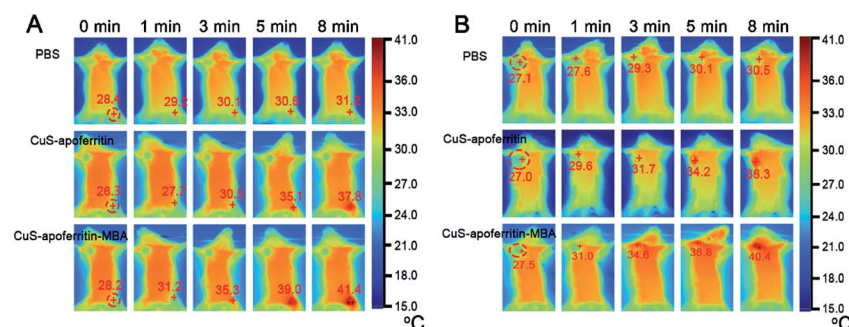 A
0 min 1 min 3 min 5 min 8 min
PBS
28.4 29.2 30.1 30.6 31.2
CuS-apoferritin
26.3 27.7 30.5 35.1 37.8
CuS-apoferritin-MBA
28.2 31.2 35.3 39.0 41.4
41.0
33.0
30.0
27.0
24.0
21.0
18.0
15.0
°C
B
0 min 1 min 3 min 5 min 8 min
PBS
27.1 27.6 29.3 30.1 30.5
CuS-apoferritin
27.0 29.6 31.7 34.2 36.3
CuS-apoferritin-MBA
27.5 31.0 34.6 36.8 40.4
41.0
33.0
30.0
27.0
24.0
21.0
18.0
15.0
°C